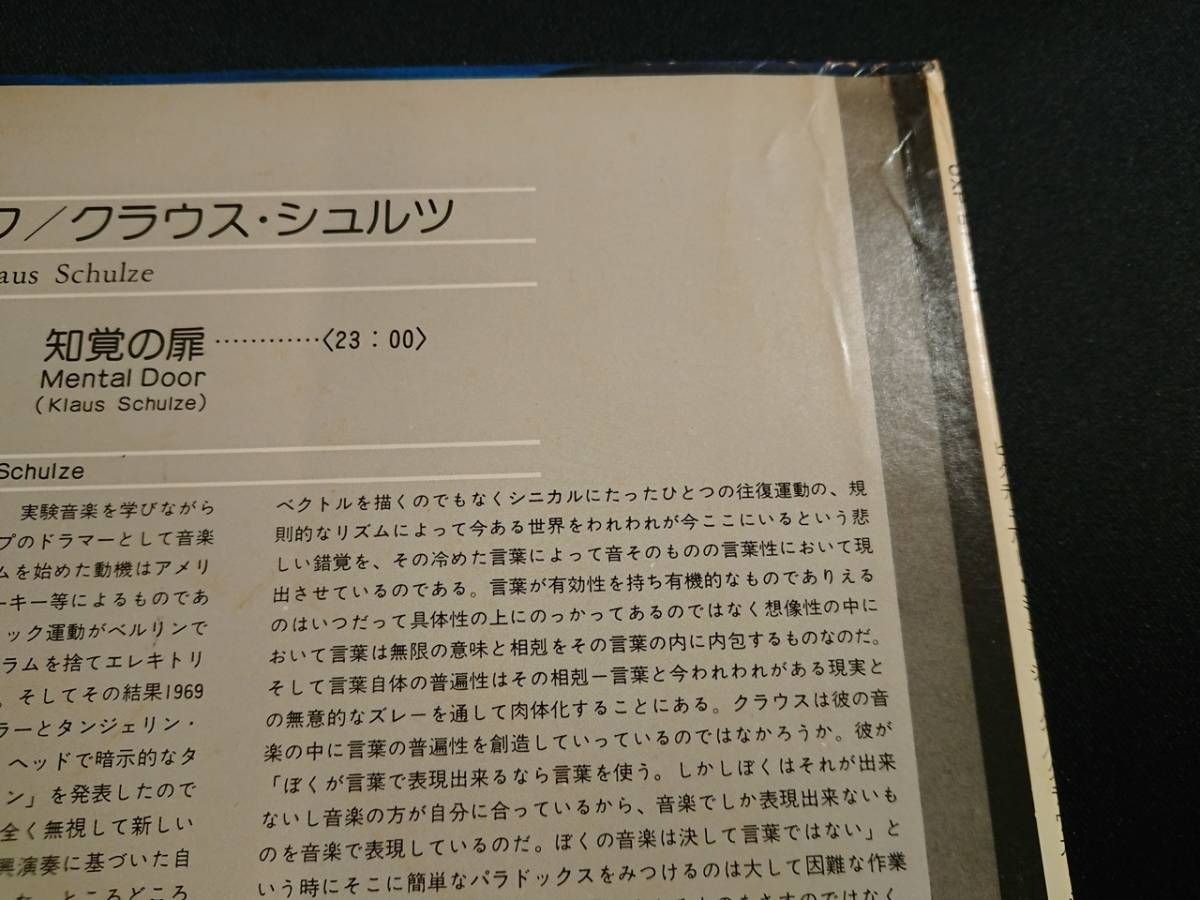 フ／クラウス・シュルツ
aus Schulze
知覚の扉…………〈23：00〉
Mental Door
(Klaus Schulze)
Schulze
実験音楽を学びながら
プのドラマーとして音楽
ムを始めた動機はアメリ
ーキー等によるものであ
ック運動がベルリンで
ラムを捨てエレキトリ
。そしてその結果1969
ラーとタンジェリン・
ヘッドで暗示的なタ
ン」を発表したので
全く無視して新しい
興演奏に基づいた自
ところどころ
ベクトルを描くのでもなくシニカルにたったひとつの往復運動の、規
則的なリズムによって今ある世界をわれわれが今ここにいるという悲
しい錯覚を、その冷めた言葉によって音そのものの言葉性において現
出させているのである。言葉が有効性を持ち有機的なものでありえる
のはいつだって具体性の上にのっかってあるのではなく想像性の中に
おいて言葉は無限の意味と相剋をその言葉の内に内包するものなのだ。
そして言葉自体の普遍性はその相剋ー言葉と今われわれがある現実と
の無意的なズレーを通して肉体化することにある。クラウスは彼の音
楽の中に言葉の普遍性を創造していっているのではなかろうか。彼が
「ぼくが言葉で表現出来るなら言葉を使う。しかしぼくはそれが出来
ないし音楽の方が自分に合っているから、音楽でしか表現出来ないも
のを音楽で表現しているのだ。ぼくの音楽は決して言葉ではない」と
いう時にそこに簡単なパラドックスをみつけるのは大して困難な作業
ものをさすのではなく